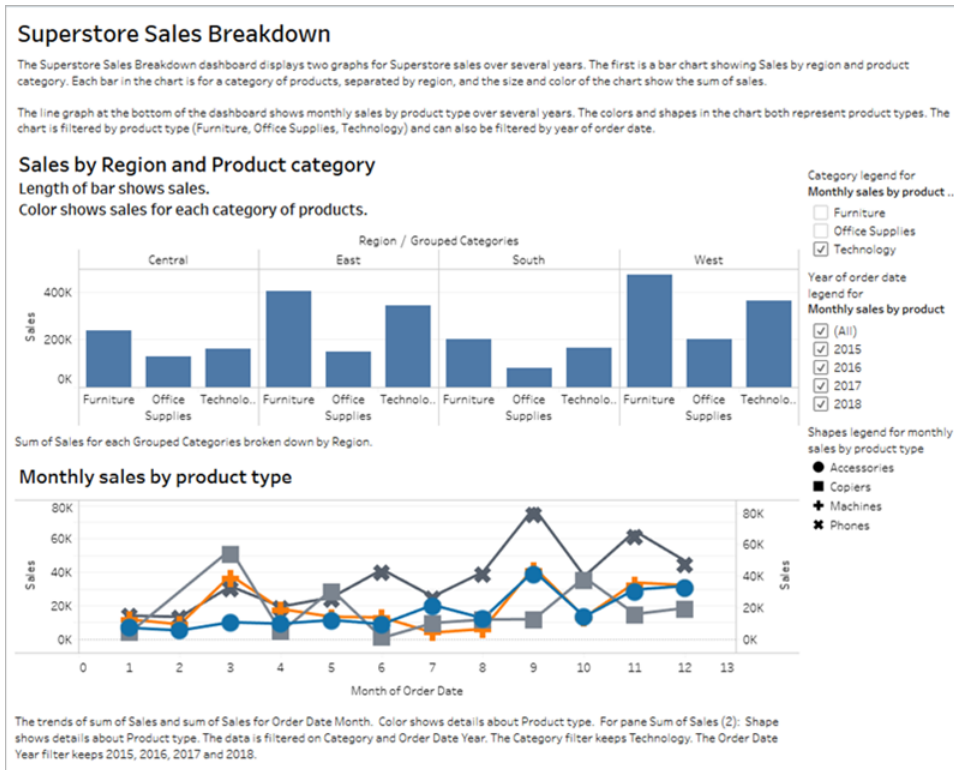 Superstore Sales Breakdown
The Superstore Sales Breakdown dashboard displays two graphs for Superstore sales over several years. The first is a bar chart showing Sales by region and product
category. Each bar in the chart is for a category of products, separated by region, and the size and color of the chart show the sum of sales.
The line graph at the bottom of the dashboard shows monthly sales by product type over several years. The colors and shapes in the chart both represent product types. The
chart is filtered by product type (Furniture, Office Supplies, Technology) and can also be filtered by year of order date.
Sales by Region and Product category
Length of bar shows sales.
Color shows sales for each category of products.
Region / Grouped Categories
Central East South West
Sales
400K
200K
0K
Furniture Office Technolo.. Furniture Office Technolo.. Furniture Office Technolo.. Furniture Office Technolo..
Supplies Supplies Supplies Supplies
Sum of Sales for each Grouped Categories broken down by Region.
Category legend for
Monthly sales by product ..
Furniture
Office Supplies
Technology
Year of order date
legend for
Monthly sales by product
(All)
2015
2016
2017
2018
Shapes legend for monthly
sales by product type
Accessories
Copiers
Machines
Phones
Monthly sales by product type
80K 80K
60K 60K
Sales Sales
40K 40K
20K 20K
0K 0K
0 1 2 3 4 5 6 7 8 9 10 11 12 13
Month of Order Date
The trends of sum of Sales and sum of Sales for Order Date Month. Color shows details about Product type. For pane Sum of Sales (2): Shape
shows details about Product type. The data is filtered on Category and Order Date Year. The Category filter keeps Technology. The Order Date
Year filter keeps 2015, 2016, 2017 and 2018.